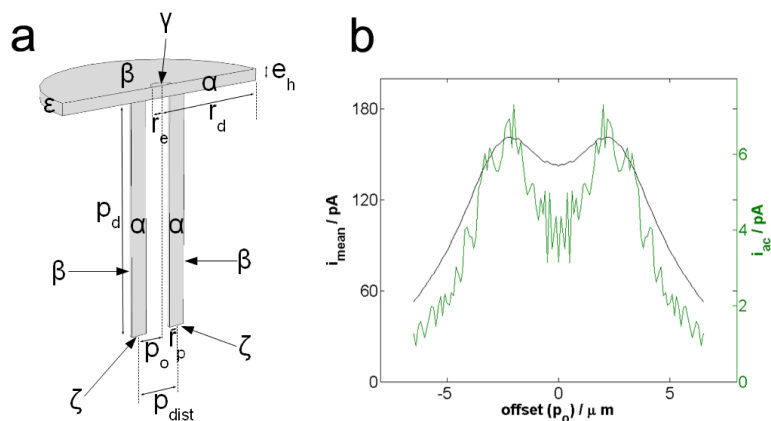 a
γ
β
α
e_h
ε
r_e
r_d
p_d
α
α
β
β
p_o
r_p
ζ
ζ
p_dist
b
i_mean / pA
180
120
60
0
-5
0
5
offset (p_o) / μ m
6
4
2
0
i_ac / pA